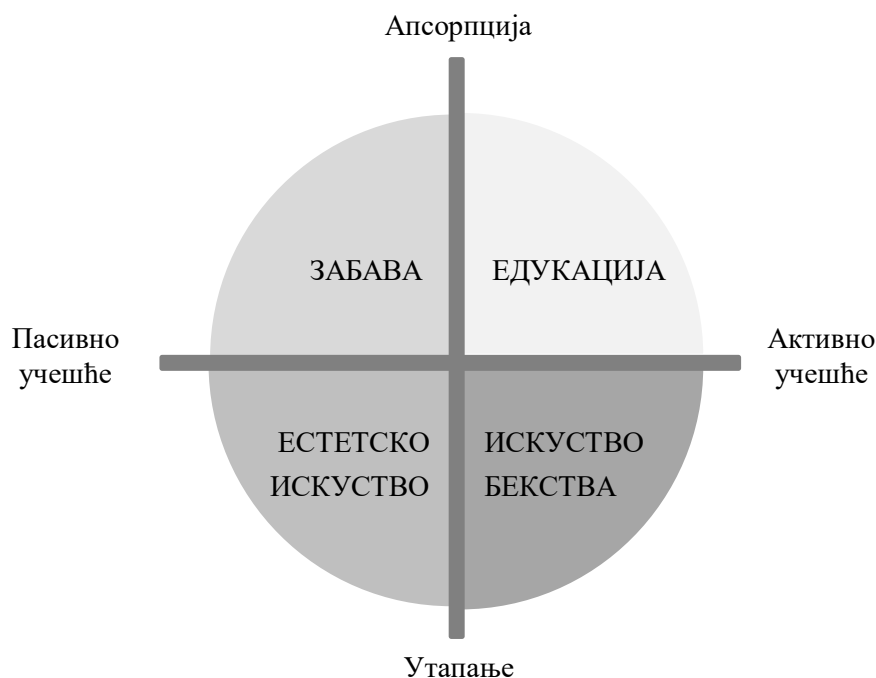 Апсорпција
ЗАБАВА
ЕДУКАЦИЈА
Пасивно
учешће
Активно
учешће
ЕСТЕТСКО
ИСКУСТВО
ИСКУСТВО
БЕКСТВА
Утапање